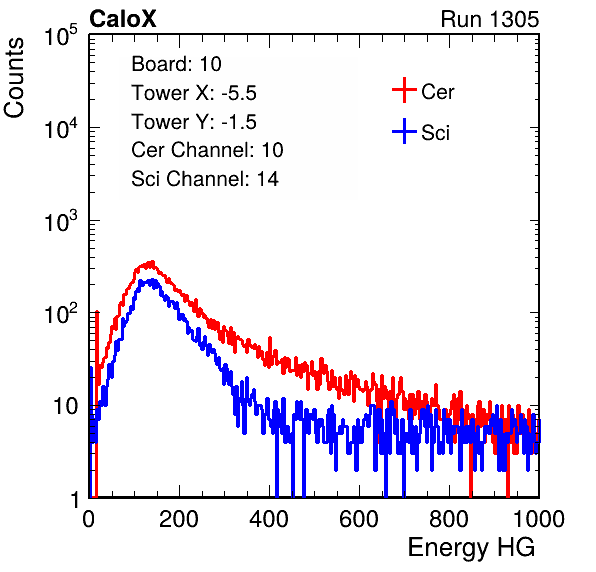 CaloX Run 1305
Counts
Board: 10
Tower X: -5.5
Tower Y: -1.5
Cer Channel: 10
Sci Channel: 14
Cer
Sci
10^5
10^4
10^3
10^2
10
1
0 200 400 600 800 1000
Energy HG